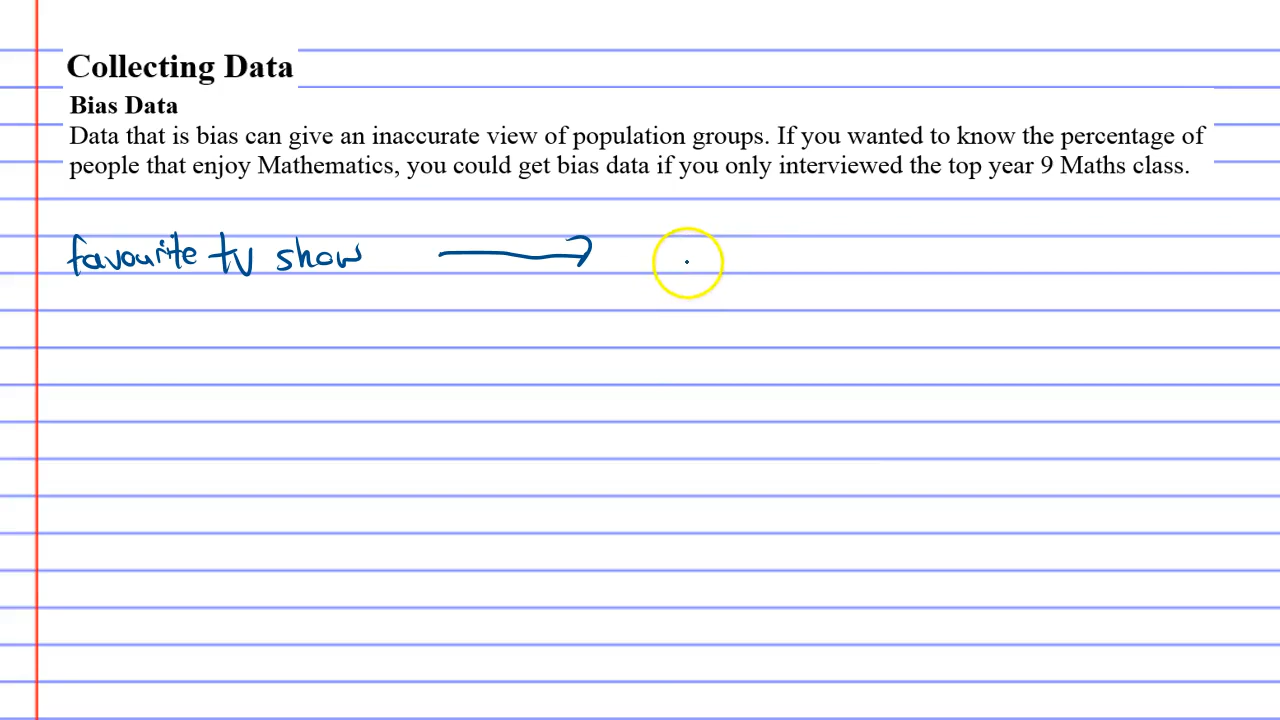 Collecting Data
Bias Data
Data that is bias can give an inaccurate view of population groups. If you wanted to know the percentage of
people that enjoy Mathematics, you could get bias data if you only interviewed the top year 9 Maths class.
favourite tv show